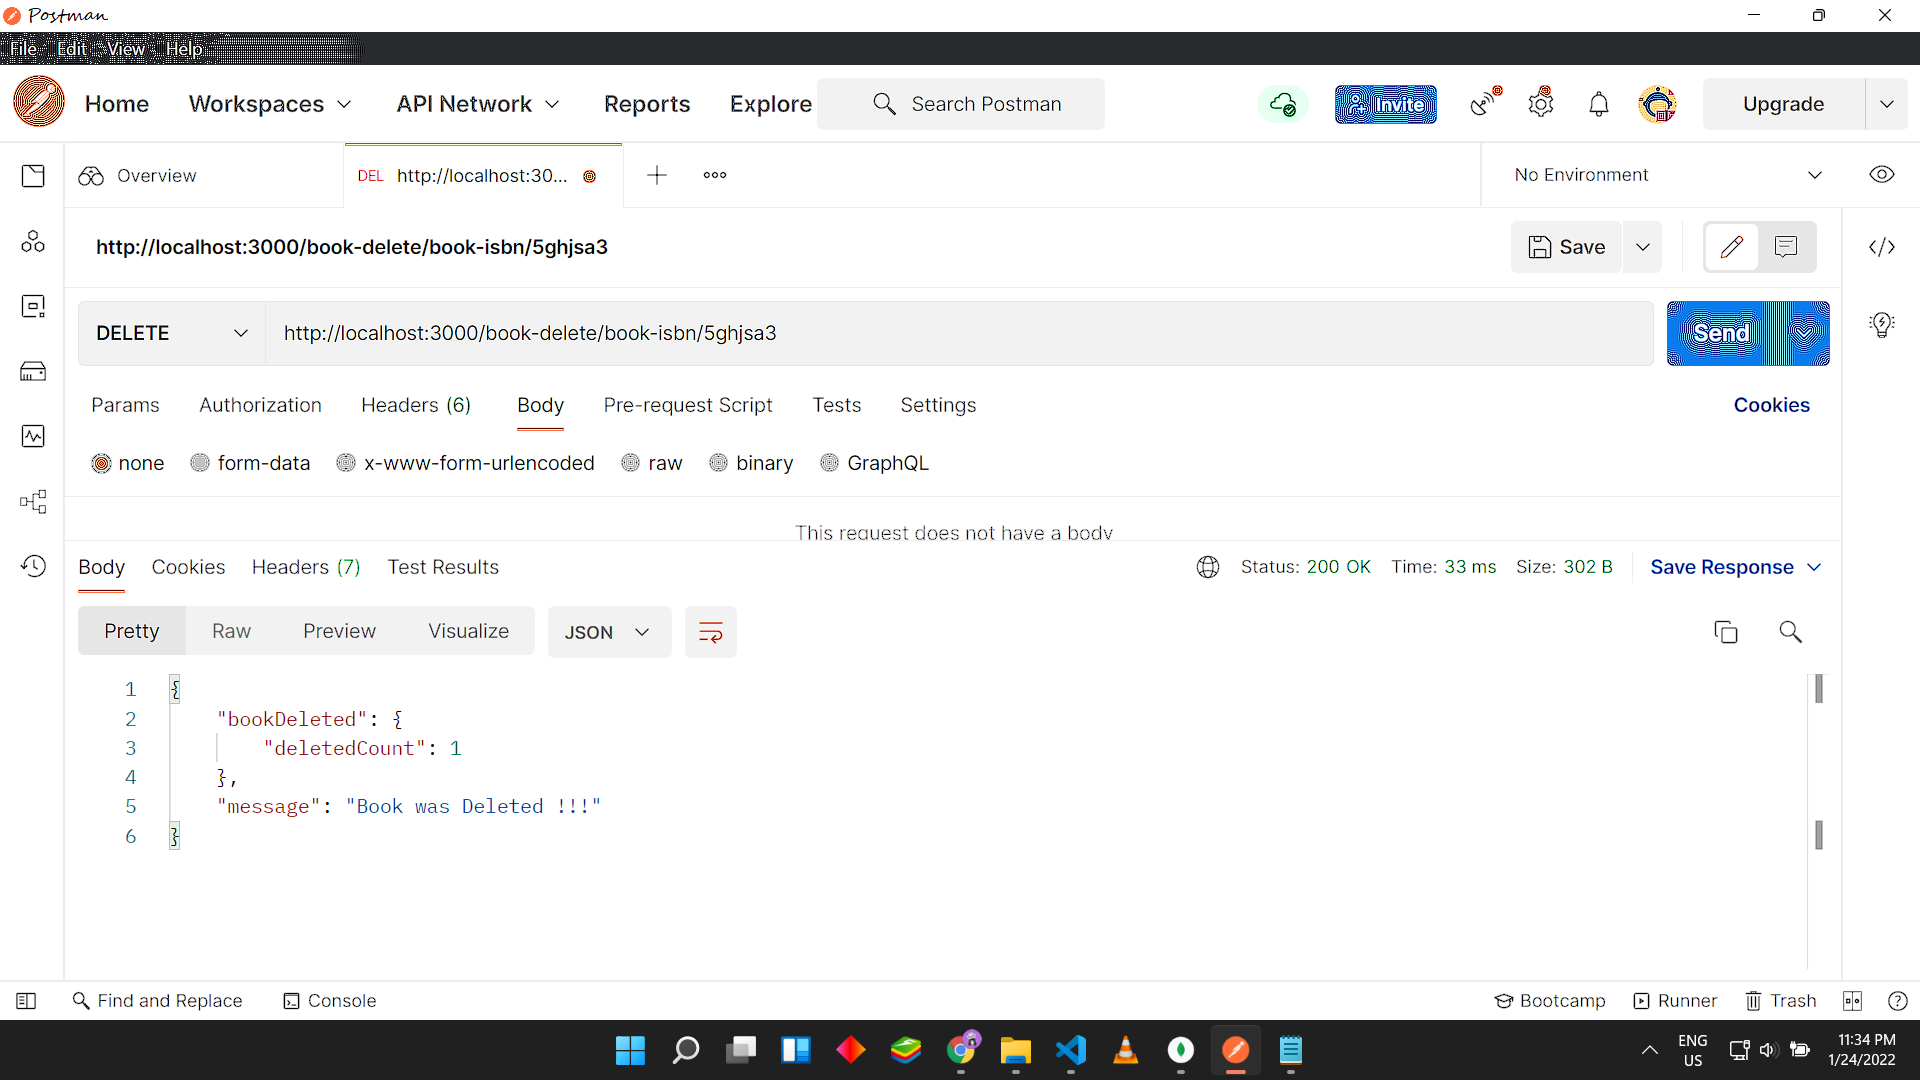 Postman
File Edit View Help
Home Workspaces API Network Reports Explore Search Postman Invite Upgrade
Overview DEL http://localhost:30... No Environment
http://localhost:3000/book-delete/book-isbn/5ghjsa3 Save
DELETE http://localhost:3000/book-delete/book-isbn/5ghjsa3 Send
Params Authorization Headers (6) Body Pre-request Script Tests Settings Cookies
none form-data x-www-form-urlencoded raw binary GraphQL
This request does not have a body
Body Cookies Headers (7) Test Results Status: 200 OK Time: 33 ms Size: 302 B Save Response
Pretty Raw Preview Visualize JSON
1 {
2 "bookDeleted": {
3 "deletedCount": 1
4 },
5 "message": "Book was Deleted !!!"
6 }
Find and Replace Console Bootcamp Runner Trash
ENG 11:34 PM
US 1/24/2022